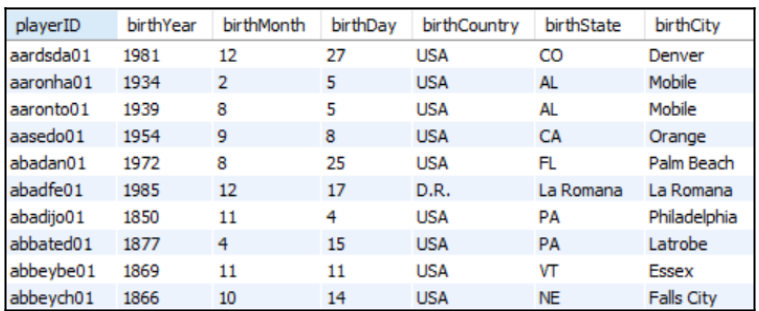 playerID birthYear birthMonth birthDay birthCountry birthState birthCity
aardsda01 1981 12 27 USA CO Denver
aaronha01 1934 2 5 USA AL Mobile
aaronto01 1939 8 5 USA AL Mobile
aasedo01 1954 9 8 USA CA Orange
abadan01 1972 8 25 USA FL Palm Beach
abadfe01 1985 12 17 D.R. La Romana La Romana
abadijo01 1850 11 4 USA PA Philadelphia
abbated01 1877 4 15 USA PA Latrobe
abbeybe01 1869 11 11 USA VT Essex
abbeych01 1866 10 14 USA NE Falls City